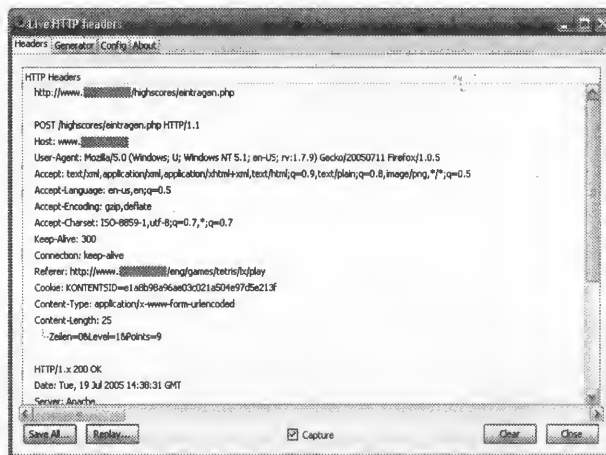 Live HTTP headers
Headers Generator Config About
HTTP Headers
http://www. /highscores/eintragen.php
POST /highscores/eintragen.php HTTP/1.1
Host: www.
User-Agent: Mozilla/5.0 (Windows; U; Windows NT 5.1; en-US; rv:1.7.9) Gecko/20050711 Firefox/1.0.5
Accept: text/xml,application/xml,application/xhtml+xml,text/html;q=0.9,text/plain;q=0.8,image/png,*/*;q=0.5
Accept-Language: en-us,en;q=0.5
Accept-Encoding: gzip,deflate
Accept-Charset: ISO-8859-1,utf-8;q=0.7,*;q=0.7
Keep-Alive: 300
Connection: keep-alive
Referer: http://www. /eng/games/tetris/lx/play
Cookie: KONTENTSID=e1a8b98a96ae03c021a504e97d5e213f
Content-Type: application/x-www-form-urlencoded
Content-Length: 25
Zeilen=0&Level=1&Points=9
HTTP/1.x 200 OK
Date: Tue, 19 Jul 2005 14:38:31 GMT
Server: Apache
Save All... Replay... Capture Clear Close